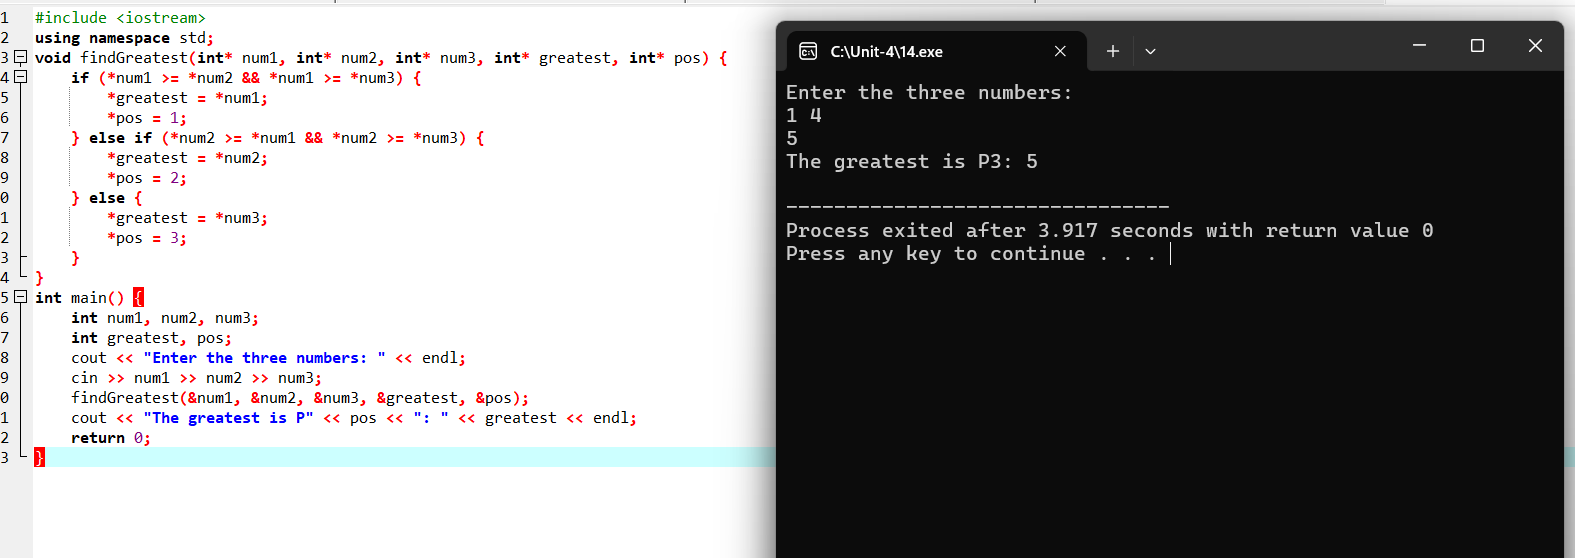 1 #include <iostream>
2 using namespace std;
3 void findGreatest(int* num1, int* num2, int* num3, int* greatest, int* pos) {
4 if (*num1 >= *num2 && *num1 >= *num3) {
5 *greatest = *num1;
6 *pos = 1;
7 } else if (*num2 >= *num1 && *num2 >= *num3) {
8 *greatest = *num2;
9 *pos = 2;
0 } else {
1 *greatest = *num3;
2 *pos = 3;
3 }
4 }
5 int main() {
6 int num1, num2, num3;
7 int greatest, pos;
8 cout << "Enter the three numbers: " << endl;
9 cin >> num1 >> num2 >> num3;
0 findGreatest(&num1, &num2, &num3, &greatest, &pos);
1 cout << "The greatest is P" << pos << ": " << greatest << endl;
2 return 0;
3 }
C:\Unit-4\14.exe
Enter the three numbers:
1 4
5
The greatest is P3: 5
--------------------------------
Process exited after 3.917 seconds with return value 0
Press any key to continue . . .